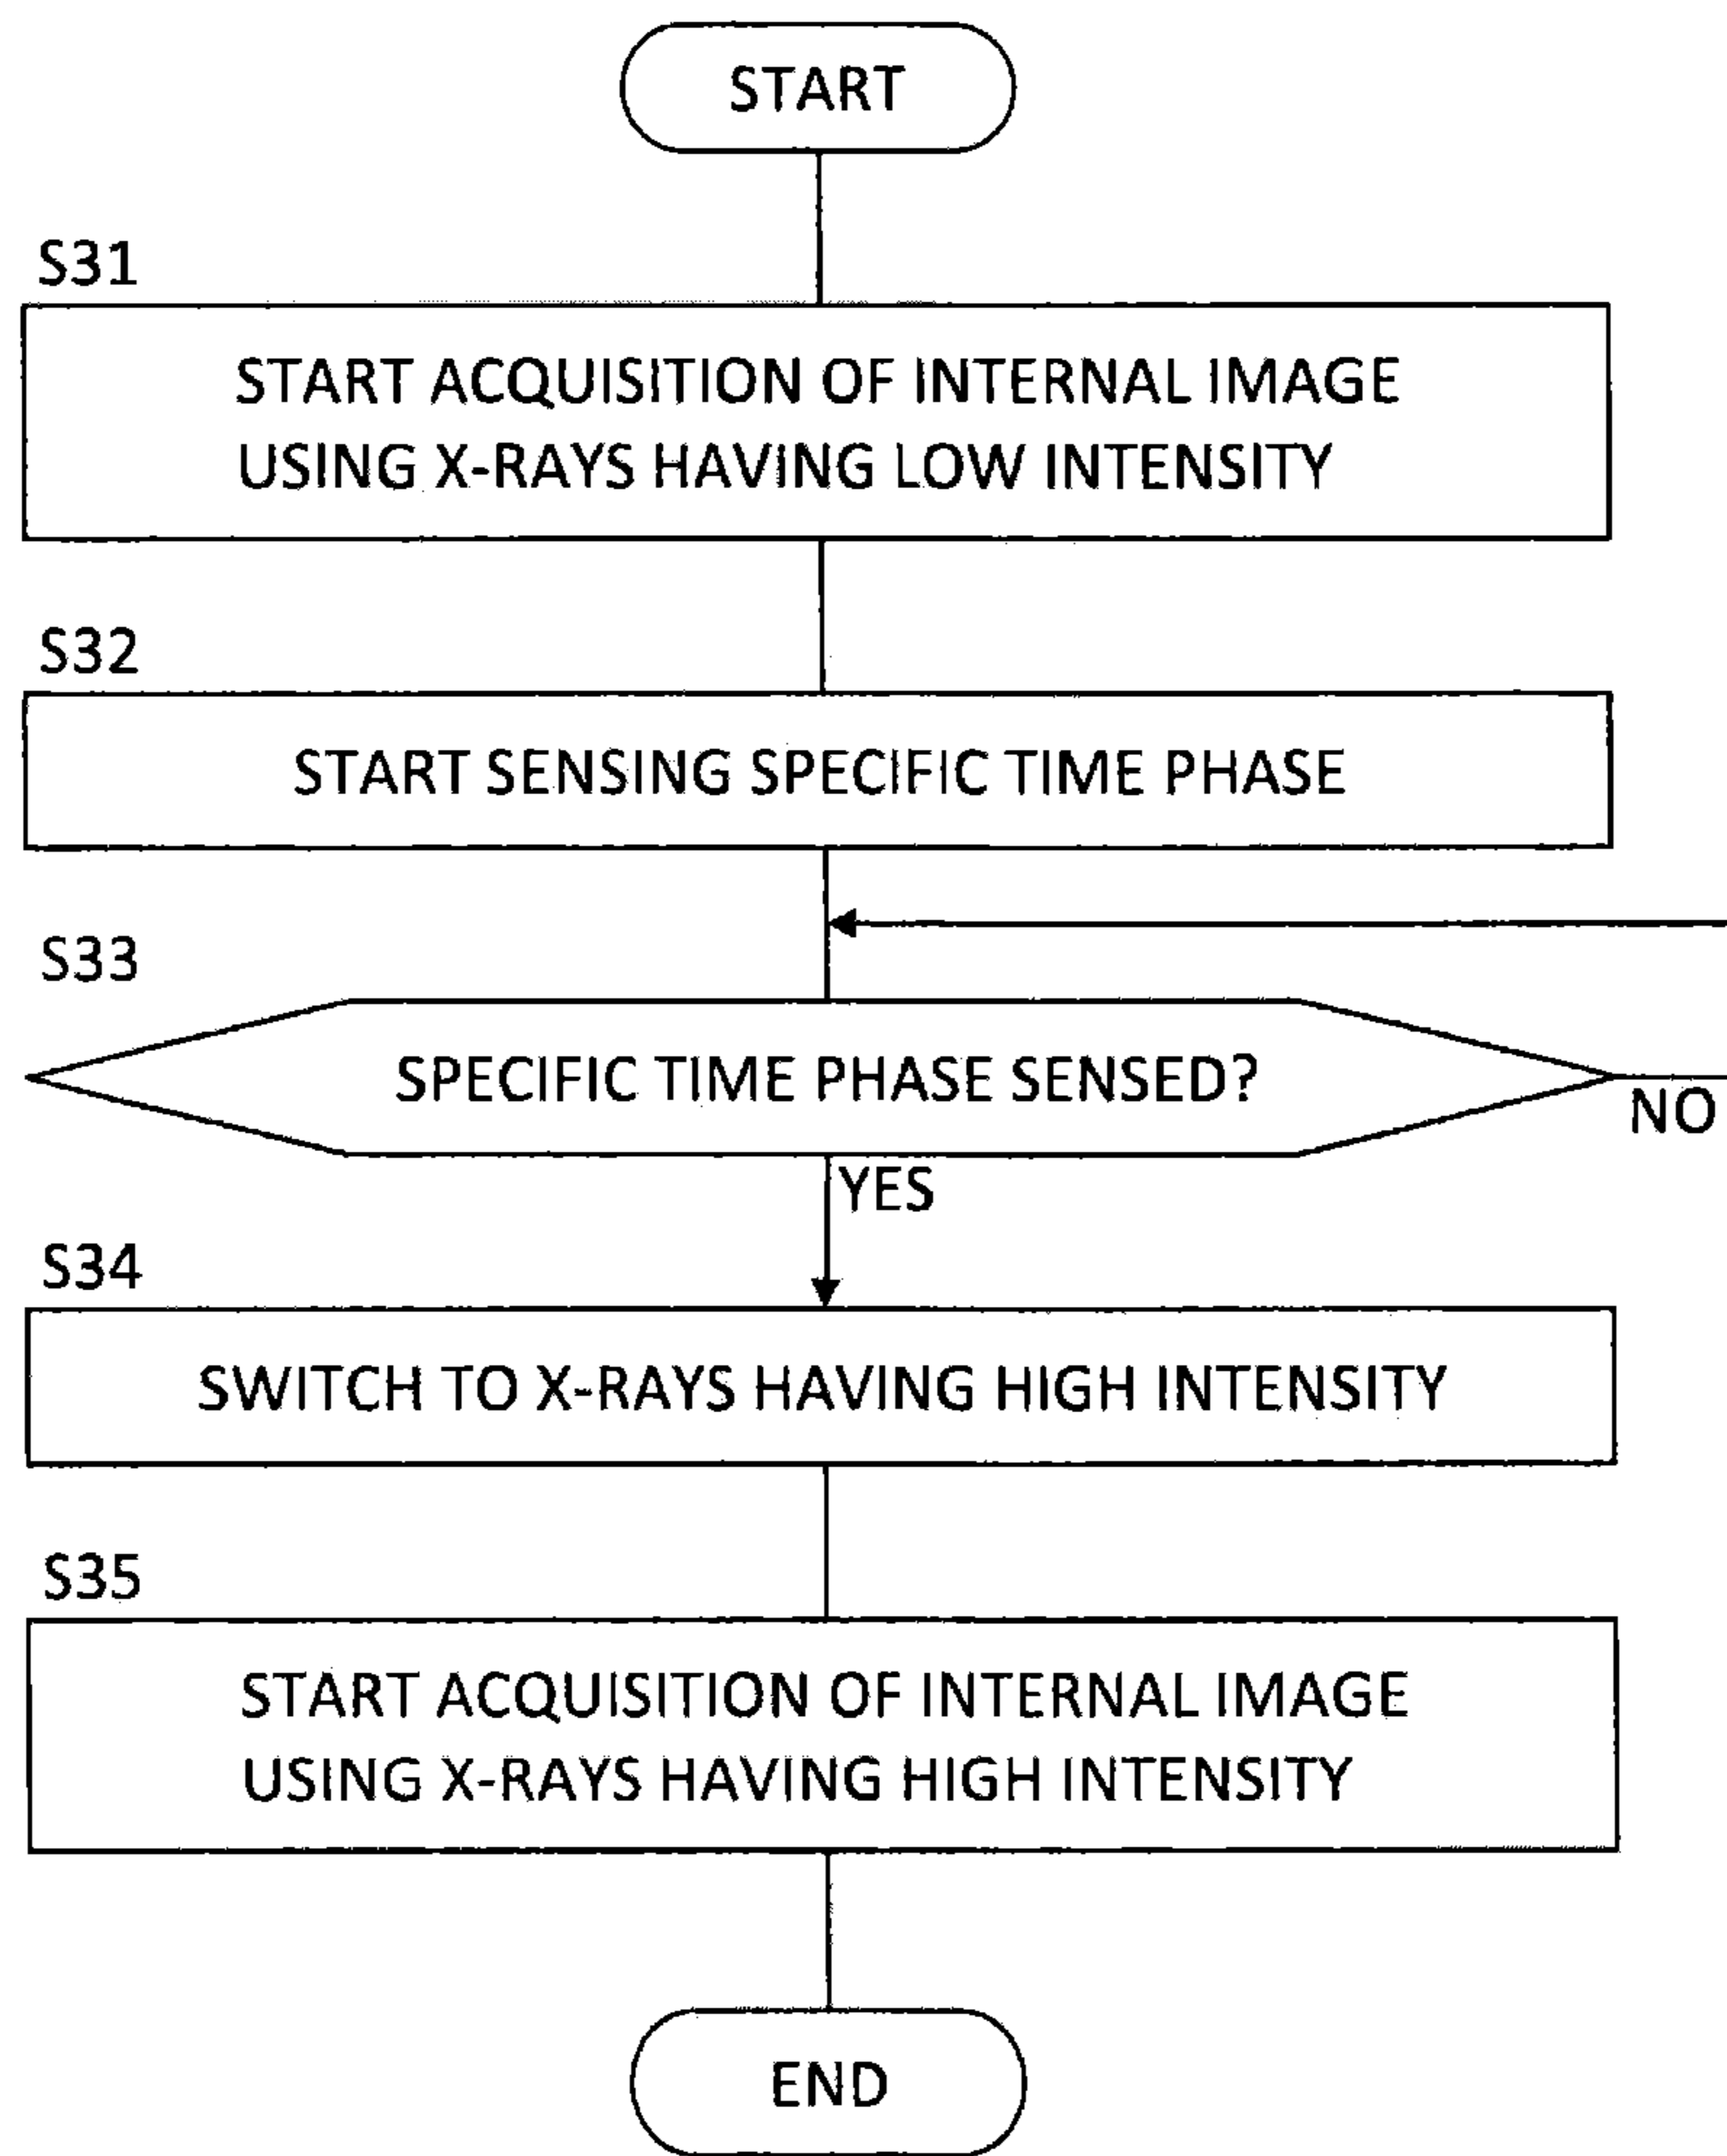 START
S31
START ACQUISITION OF INTERNAL IMAGE
USING X-RAYS HAVING LOW INTENSITY
S32
START SENSING SPECIFIC TIME PHASE
S33
SPECIFIC TIME PHASE SENSED?
NO
YES
S34
SWITCH TO X-RAYS HAVING HIGH INTENSITY
S35
START ACQUISITION OF INTERNAL IMAGE
USING X-RAYS HAVING HIGH INTENSITY
END